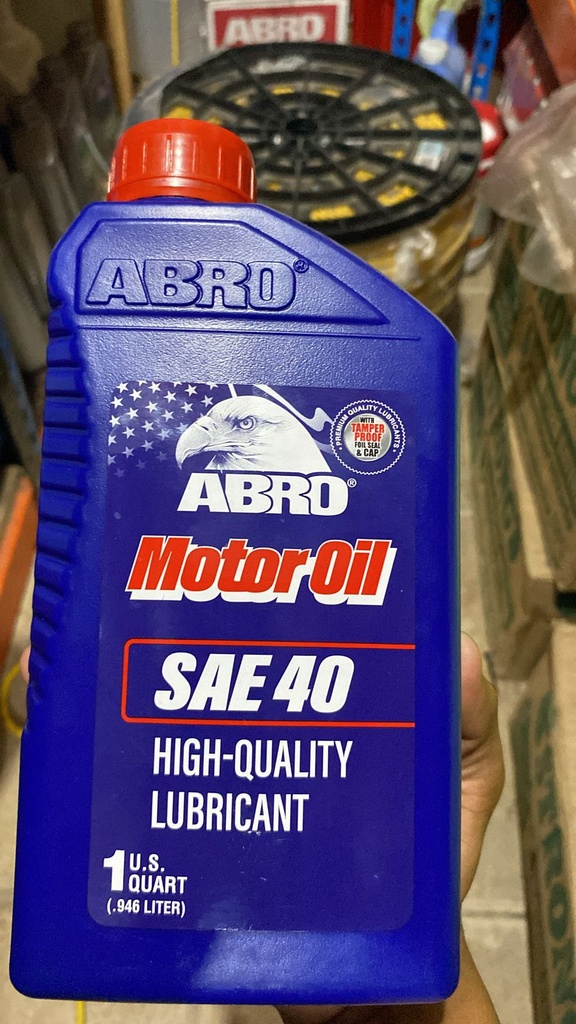 ABRO
ABRO®
PREMIUM QUALITY LUBRICANTS
WITH
TAMPER
PROOF
FOIL SEAL
& CAP
ABRO®
Motor Oil
SAE 40
HIGH-QUALITY
LUBRICANT
1 U.S.
QUART
(.946 LITER)